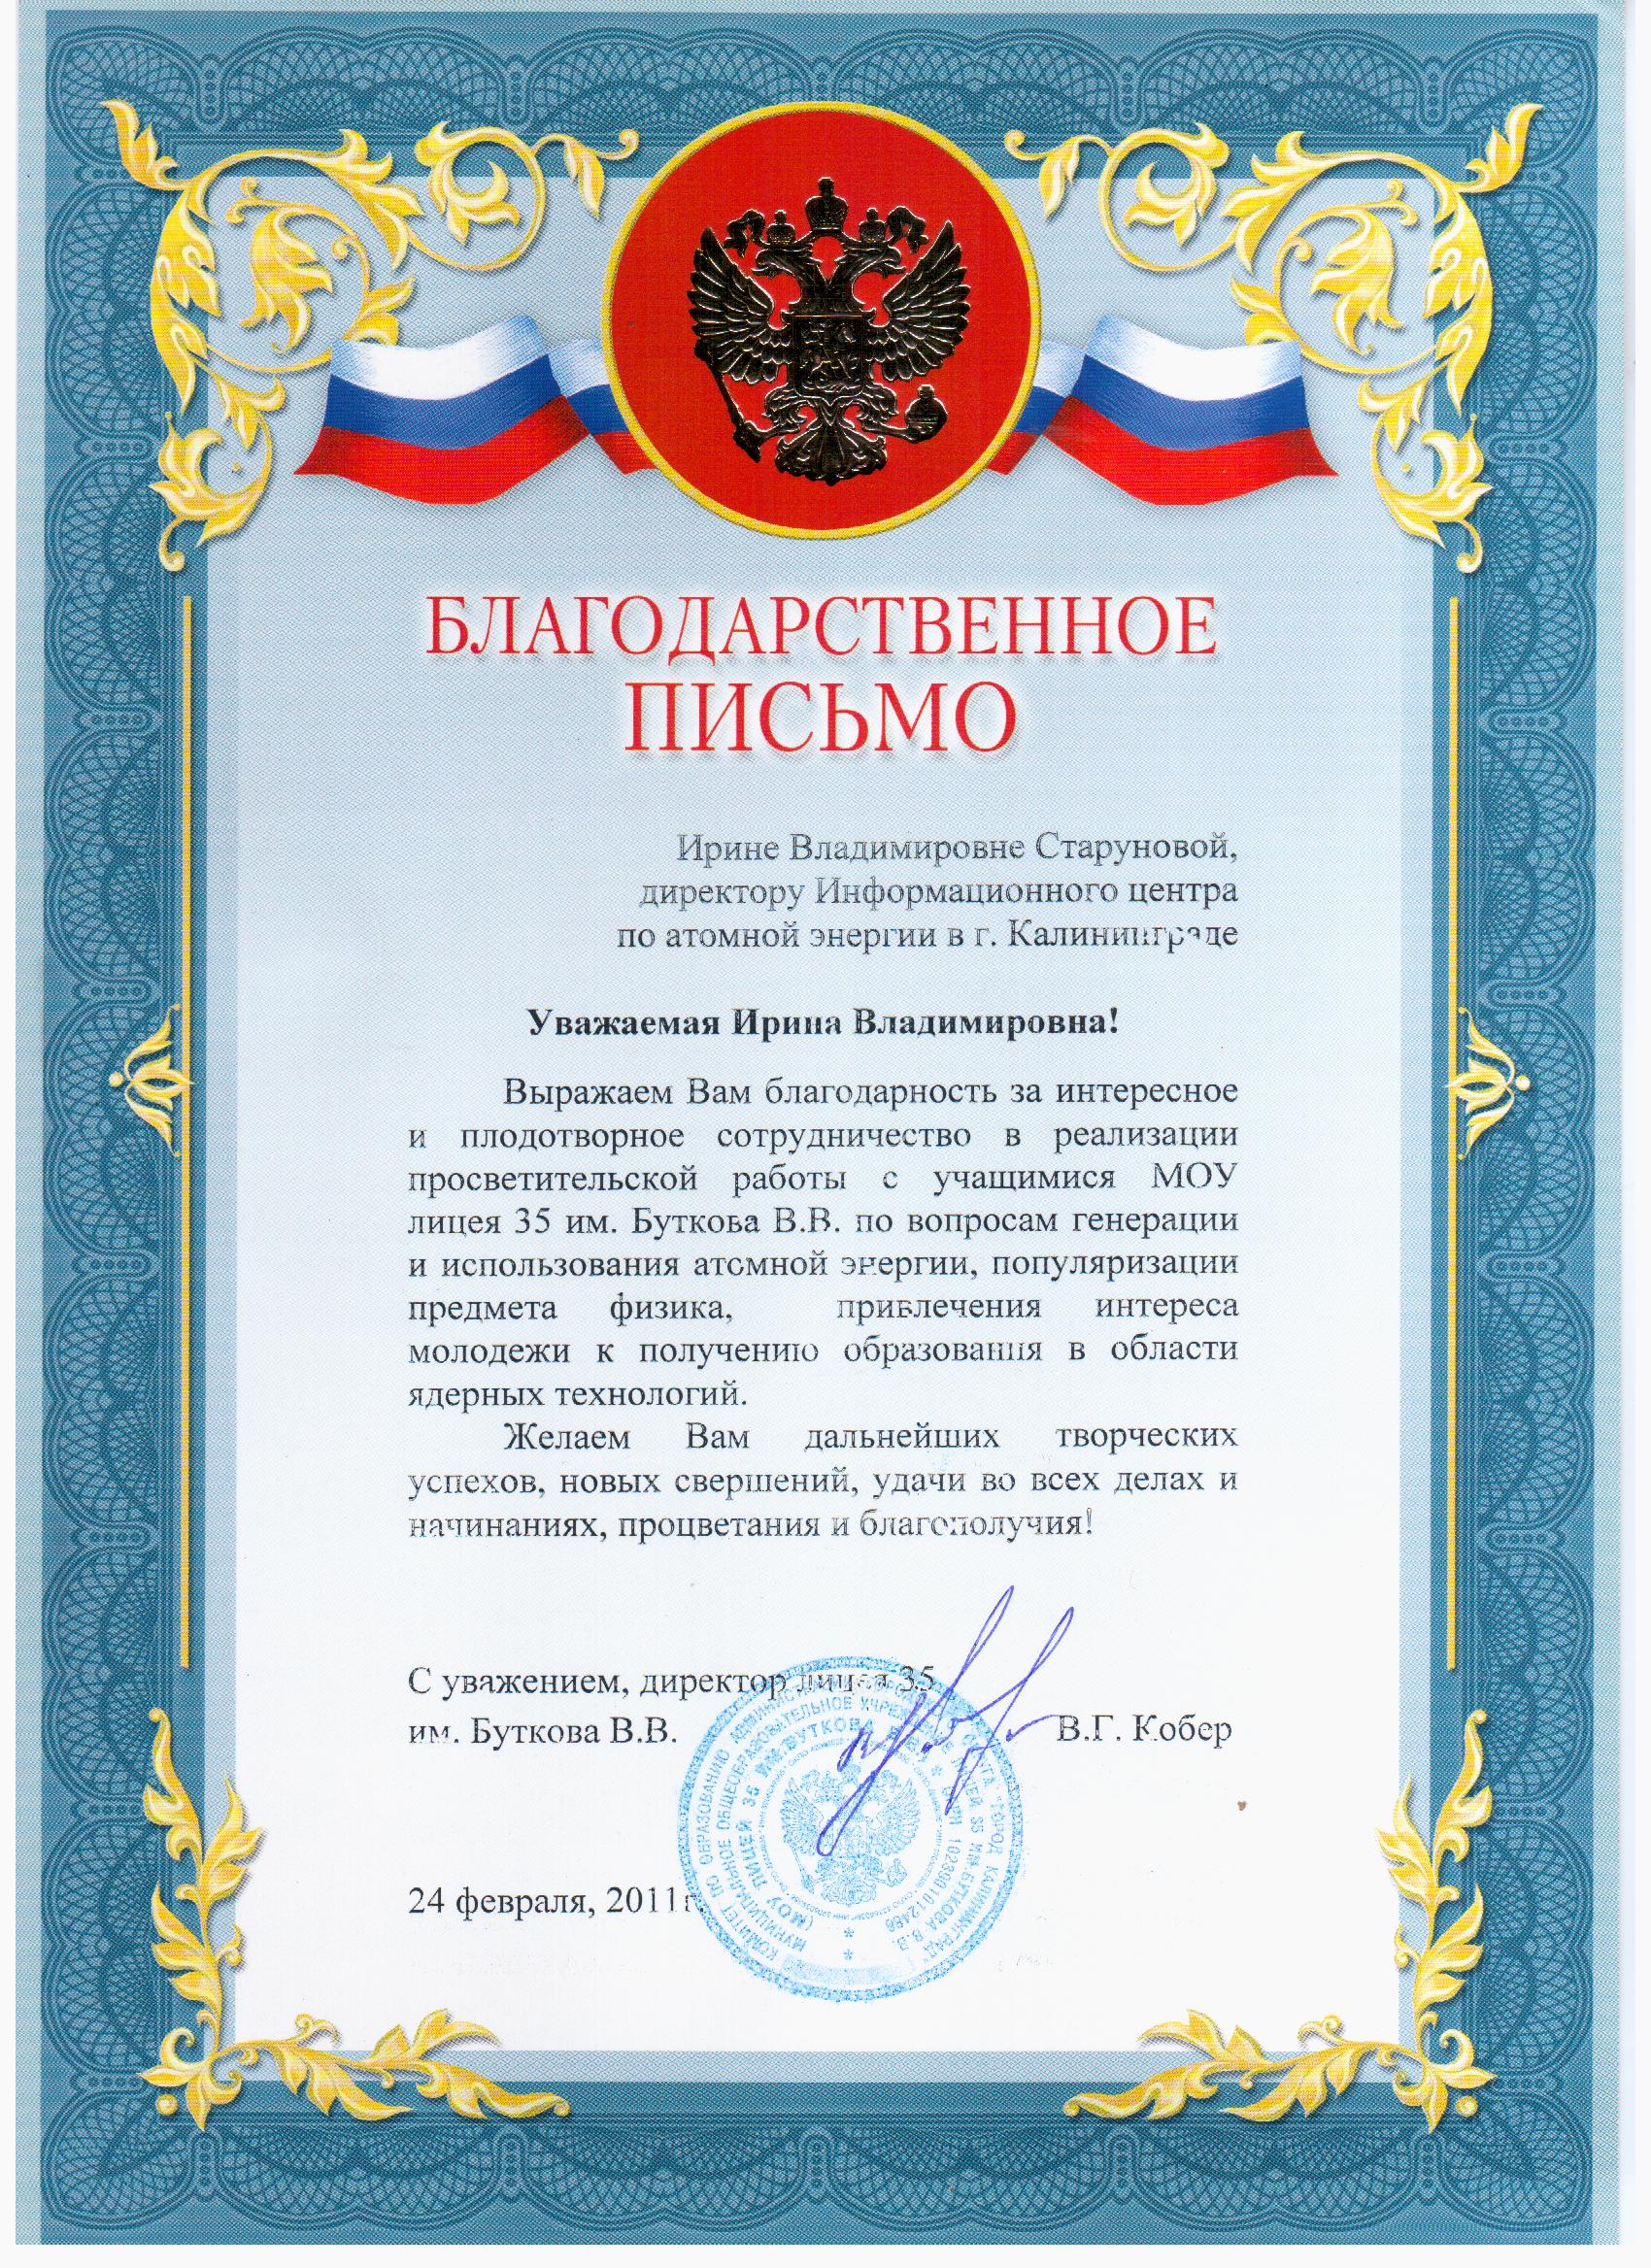 БЛАГОДАРСТВЕННОЕ
ПИСЬМО
Ирине Владимировне Старуновой,
директору Информационного центра
по атомной энергии в г. Калининграде
Уважаемая Ирина Владимировна!
Выражаем Вам благодарность за интересное
и плодотворное сотрудничество в реализации
просветительской работы с учащимися МОУ
лицея 35 им. Буткова В.В. по вопросам генерации
и использования атомной энергии, популяризации
предмета физика, привлечения интереса
молодежи к получению образования в области
ядерных технологий.
Желаем Вам дальнейших творческих
успехов, новых свершений, удачи во всех делах и
начинаниях, процветания и благополучия!
С уважением, директор лицея 35
им. Буткова В.В. В.Г. Кобер
24 февраля, 2011г.
КОМИТЕТ ПО ОБРАЗОВАНИЮ АДМИНИСТРАЦИИ ГОРОДСКОГО ОКРУГА "ГОРОД КАЛИНИНГРАД"
МУНИЦИПАЛЬНОЕ ОБЩЕОБРАЗОВАТЕЛЬНОЕ УЧРЕЖДЕНИЕ ЛИЦЕЙ 35 ИМ. БУТКОВА В.В.
(МОУ ЛИЦЕЙ 35 ИМ. БУТКОВА В.В.)